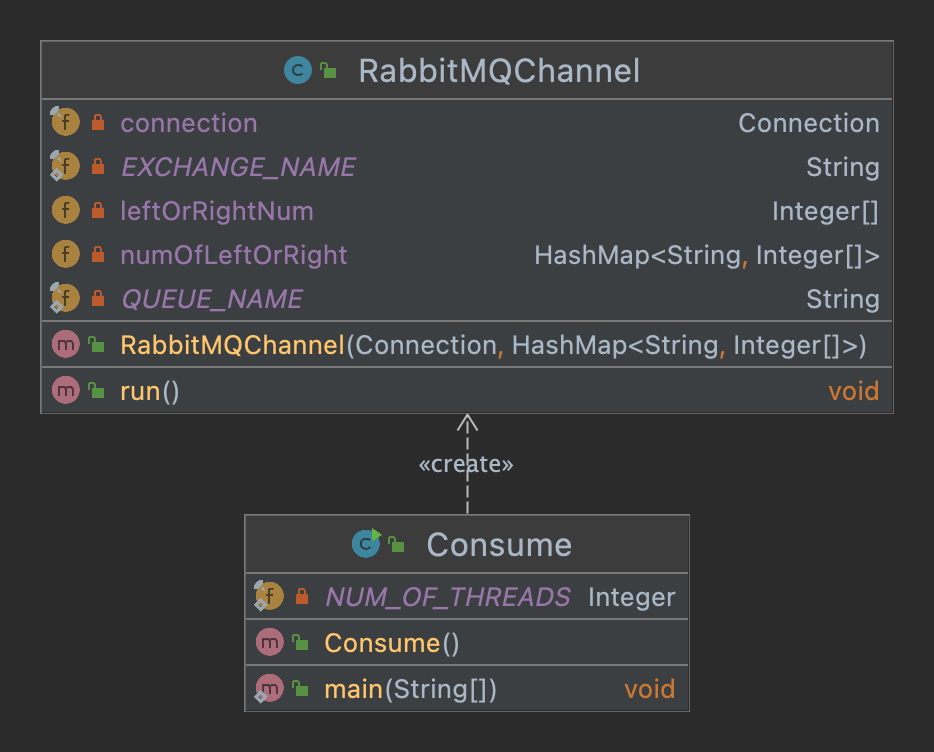 RabbitMQChannel
connection Connection
EXCHANGE_NAME String
leftOrRightNum Integer[]
numOfLeftOrRight HashMap<String, Integer[]>
QUEUE_NAME String
RabbitMQChannel(Connection, HashMap<String, Integer[]>)
run() void
«create»
Consume
NUM_OF_THREADS Integer
Consume()
main(String[]) void